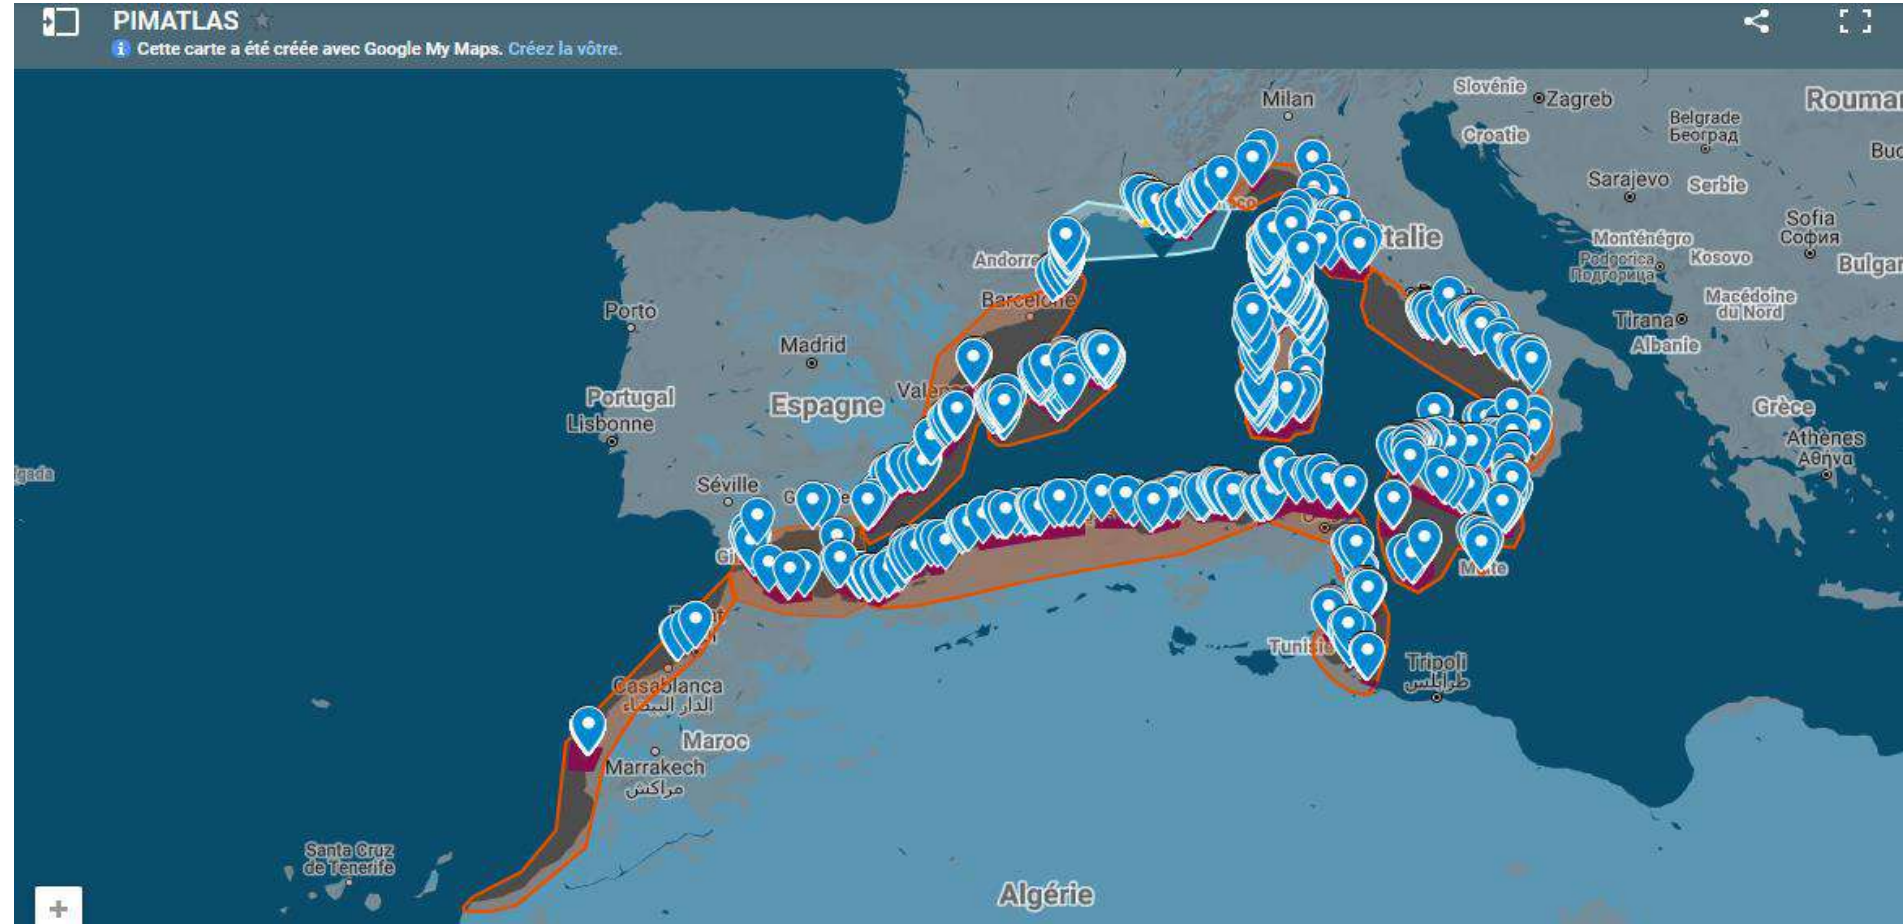 PIMATLAS
Cette carte a été créée avec Google My Maps. Créez la vôtre.
Milan
Slovénie
Zagreb
Croatie
Belgrade
Београд
Sarajevo
Serbie
Sofia
София
Monténégro
Kosovo
Podgorica
Подгорица
Macédoine
du Nord
Tirana
Albanie
Grèce
Athènes
Αθήνα
Andorre
Barcelone
Porto
Madrid
Portugal
Espagne
Lisbonne
Séville
Malte
Tunisie
Tripoli
طرابلس
Casablanca
الدار البيضاء
Maroc
Marrakech
مراكش
Santa Cruz
de Tenerife
Algérie
+